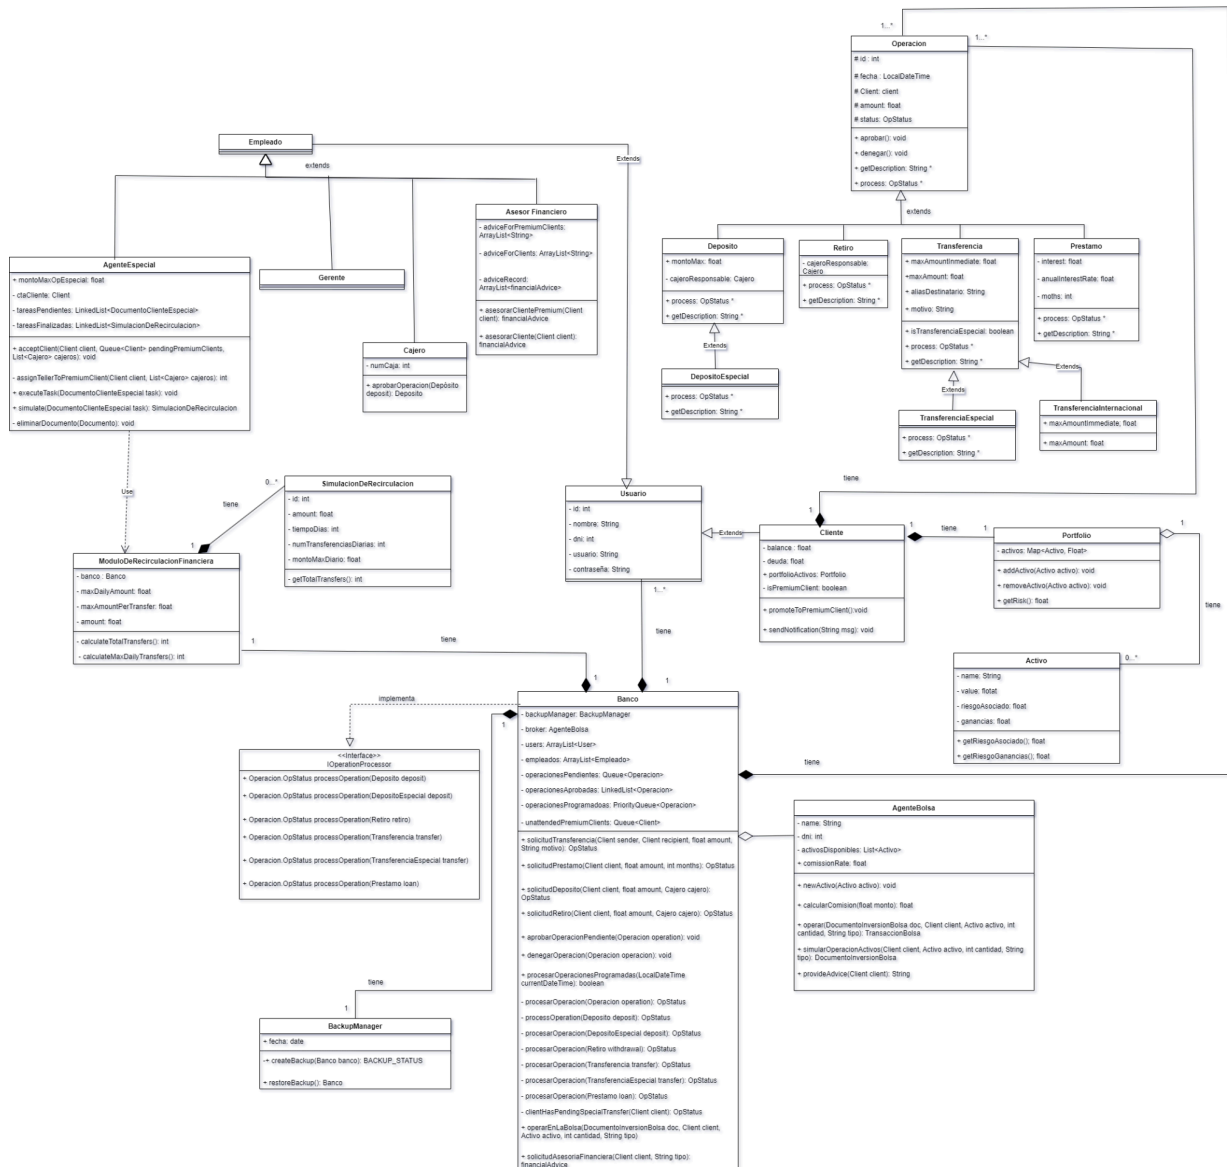 1...*
1...*
Operacion
# id : int
# fecha : LocalDateTime
# Client: client
# amount: float
# status: OpStatus
+ aprobar(): void
+ denegar(): void
+ getDescription: String *
+ process: OpStatus *
extends
Empleado
extends
Extends
Asesor Financiero
- adviceForPremiumClients:
ArrayList<String>
- adviceForClients: ArrayList<String>
- adviceRecord:
ArrayList<financialAdvice>
+ asesorarClientePremium(Client
client): financialAdvice
+ asesorarCliente(Client client):
financialAdvice
AgenteEspecial
+ montoMaxOpEspecial: float
- ctaCliente: Client
- tareasPendientes: LinkedList<DocumentoClienteEspecial>
- tareasFinalizadas: LinkedList<SimulacionDeRecirculacion>
+ acceptClient(Client client, Queue<Client> pendingPremiumClients,
List<Cajero> cajeros): void
- assignTellerToPremiumClient(Client client, List<Cajero> cajeros): int
+ executeTask(DocumentoClienteEspecial task): void
+ simulate(DocumentoClienteEspecial task): SimulacionDeRecirculacion
- eliminarDocumento(Documento): void
Gerente
Cajero
- numCaja: int
+ aprobarOperacion(Depósito
deposit): Deposito
Deposito
+ montoMax: float
- cajeroResponsable: Cajero
+ process: OpStatus *
+ getDescription: String *
Retiro
- cajeroResponsable:
Cajero
+ process: OpStatus *
+ getDescription: String *
Transferencia
+ maxAmountInmediate: float
+maxAmount: float
+ aliasDestinatario: String
+ motivo: String
+ isTransferenciaEspecial: boolean
+ process: OpStatus *
+ getDescription: String *
Prestamo
- interest: float
- anualInterestRate: float
- moths: int
+ process: OpStatus *
+ getDescription: String *
Extends
DepositoEspecial
+ process: OpStatus *
+ getDescription: String *
Extends
Extends
TransferenciaEspecial
+ process: OpStatus *
+ getDescription: String *
TransferenciaInternacional
+ maxAmountImmediate: float
+ maxAmount: float
Use
0...*
tiene
1
SimulacionDeRecirculacion
- id: int
- amount: float
- tiempoDias: int
- numTransferenciasDiarias: int
- montoMaxDiario: float
- getTotalTransfers(): int
ModuloDeRecirculacionFinanciera
- banco : Banco
- maxDailyAmount: float
- maxAmountPerTransfer: float
- amount: float
- calculateTotalTransfers(): int
- calculateMaxDailyTransfers(): int
1
tiene
1
Usuario
- id: int
- nombre: String
- dni: int
- usuario: String
- contraseña: String
1...*
tiene
1
Extends
tiene
1
Cliente
- balance : float
- deuda: float
+ portfolioActivos: Portfolio
- isPremiumClient: boolean
+ promoteToPremiumClient():void
+ sendNotification(String msg): void
1
tiene
1
Portfolio
- activos: Map<Activo, Float>
+ addActivo(Activo activo): void
+ removeActivo(Activo activo): void
+ getRisk(): float
1
tiene
0...*
Activo
- name: String
- value: flotat
- riesgoAsociado: float
- ganancias: float
+ getRiesgoAsociado(): float
+ getRiesgoGanancias(): float
implementa
<<Interface>>
IOperationProcessor
+ Operacion.OpStatus processOperation(Deposito deposit)
+ Operacion.OpStatus processOperation(DepositoEspecial deposit)
+ Operacion.OpStatus processOperation(Retiro retiro)
+ Operacion.OpStatus processOperation(Transferencia transfer)
+ Operacion.OpStatus processOperation(TransferenciaEspecial transfer)
+ Operacion.OpStatus processOperation(Prestamo loan)
1
tiene
1
BackupManager
+ fecha: date
-+ createBackup(Banco banco): BACKUP_STATUS
+ restoreBackup(): Banco
Banco
- backupManager: BackupManager
- broker: AgenteBolsa
- users: ArrayList<User>
- empleados: ArrayList<Empleado>
- operacionesPendientes: Queue<Operacion>
- operacionesAprobadas: LinkedList<Operacion>
- operacionesProgramadoas: PriorityQueue<Operacion>
- unattendedPremiumClients: Queue<Client>
+ solicitudTransferencia(Client sender, Client recipient, float amount,
String motivo): OpStatus
+ solicitudPrestamo(Client client, float amount, int months): OpStatus
+ solicitudDeposito(Client client, float amount, Cajero cajero):
OpStatus
+ solicitudRetiro(Client client, float amount, Cajero cajero): OpStatus
+ aprobarOperacionPendiente(Operacion operation): void
+ denegarOperacion(Operacion operacion): void
+ procesarOperacionesProgramadas(LocalDateTime
currentDateTime): boolean
- procesarOperacion(Operacion operation): OpStatus
- processOperation(Deposito deposit): OpStatus
- procesarOperacion(DepositoEspecial deposit): OpStatus
- procesarOperacion(Retiro withdrawal): OpStatus
- procesarOperacion(Transferencia transfer): OpStatus
- procesarOperacion(TransferenciaEspecial transfer): OpStatus
- procesarOperacion(Prestamo loan): OpStatus
- clientHasPendingSpecialTransfer(Client client): OpStatus
+ operarEnLaBolsa(DocumentoInversionBolsa doc, Client client,
Activo activo, int cantidad, String tipo)
+ solicitudAsesoriaFinanciera(Client client, String tipo):
financialAdvice
tiene
AgenteBolsa
- name: String
- dni: int
- activosDisponibles: List<Activo>
+ comissionRate: float
+ newActivo(Activo activo): void
+ calcularComision(float monto): float
+ operar(DocumentoInversionBolsa doc, Client client, Activo activo, int
cantidad, String tipo): TransaccionBolsa
+ simularOperacionActivos(Client client, Activo activo, int cantidad, String
tipo): DocumentoInversionBolsa
+ provideAdvice(Client client): String